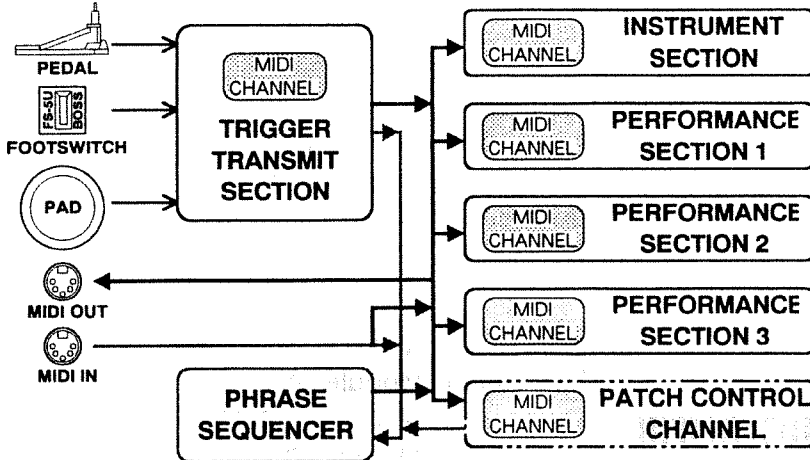 PEDAL
FS-5U
BOSS
FOOTSWITCH
PAD
MIDI OUT
MIDI IN
MIDI
CHANNEL
TRIGGER
TRANSMIT
SECTION
PHRASE
SEQUENCER
MIDI
CHANNEL
INSTRUMENT
SECTION
MIDI
CHANNEL
PERFORMANCE
SECTION 1
MIDI
CHANNEL
PERFORMANCE
SECTION 2
MIDI
CHANNEL
PERFORMANCE
SECTION 3
MIDI
CHANNEL
PATCH CONTROL
CHANNEL